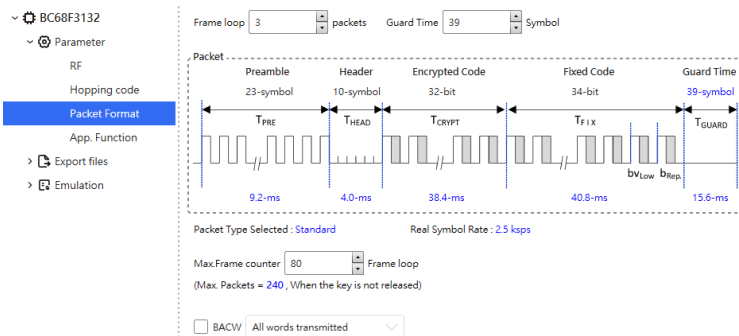 BC68F3132
Parameter
RF
Hopping code
Packet Format
App. Function
Export files
Emulation
Frame loop 3 packets Guard Time 39 Symbol
Packet
Preamble Header Encrypted Code Fixed Code Guard Time
23-symbol 10-symbol 32-bit 34-bit 39-symbol
TPRE THEAD TCRYPT TFIX TGUARD
bvLow bRep.
9.2-ms 4.0-ms 38.4-ms 40.8-ms 15.6-ms
Packet Type Selected : Standard Real Symbol Rate : 2.5 ksps
Max.Frame counter 80 Frame loop
(Max. Packets = 240 , When the key is not released)
BACW All words transmitted